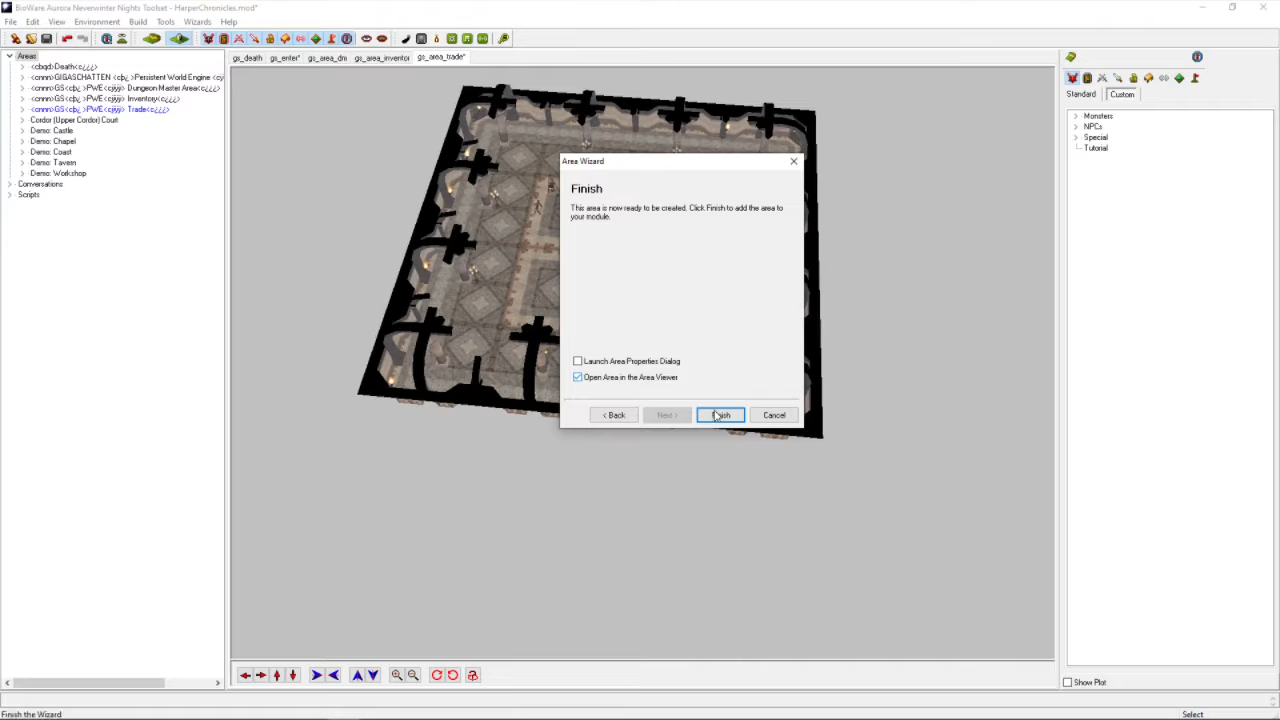 BioWare Aurora Neverwinter Nights Toolset - HarperChronicles.mod*
File Edit View Environment Build Tools Wizards Help
Areas
gs_death gs_enter* gs_area_dm gs_area_inventor gs_area_trade*
Standard Custom
Cordor (Upper Cordor) Court
Demo: Castle
Demo: Chapel
Demo: Coast
Demo: Tavern
Demo: Workshop
Conversations
Scripts
Monsters
NPCs
Special
Tutorial
Area Wizard
Finish
This area is now ready to be created. Click Finish to add the area to
your module.
Launch Area Properties Dialog
Open Area in the Area Viewer
< Back Next > Finish Cancel
Show Plot
Finish the Wizard Select